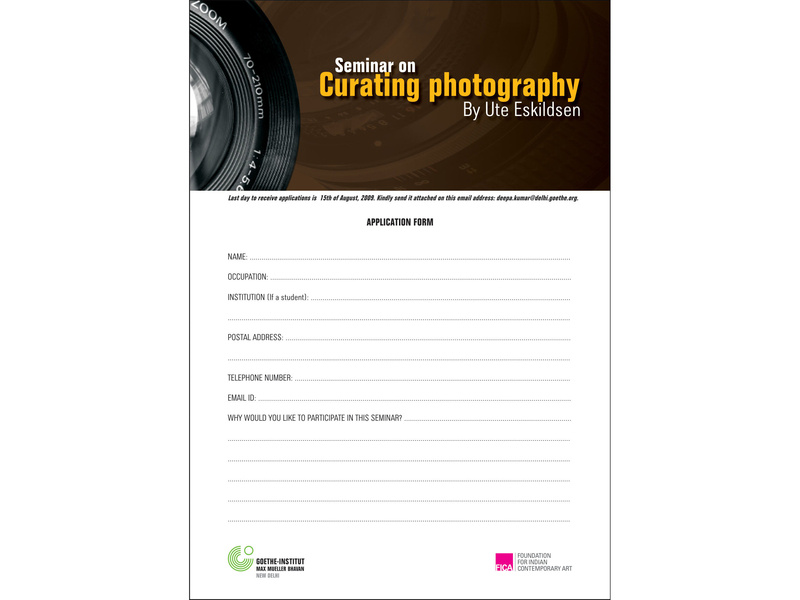 ZOOM
70-210mm
1:4-5.6
Seminar on
Curating photography
By Ute Eskildsen
Last day to receive applications is 15th of August, 2009. Kindly send it attached on this email address: deepa.kumar@delhi.goethe.org.
APPLICATION FORM
NAME:
OCCUPATION:
INSTITUTION (If a student):
POSTAL ADDRESS:
TELEPHONE NUMBER:
EMAIL ID:
WHY WOULD YOU LIKE TO PARTICIPATE IN THIS SEMINAR?
GOETHE-INSTITUT
MAX MUELLER BHAVAN
NEW DELHI
FICA
FOUNDATION
FOR INDIAN
CONTEMPORARY ART